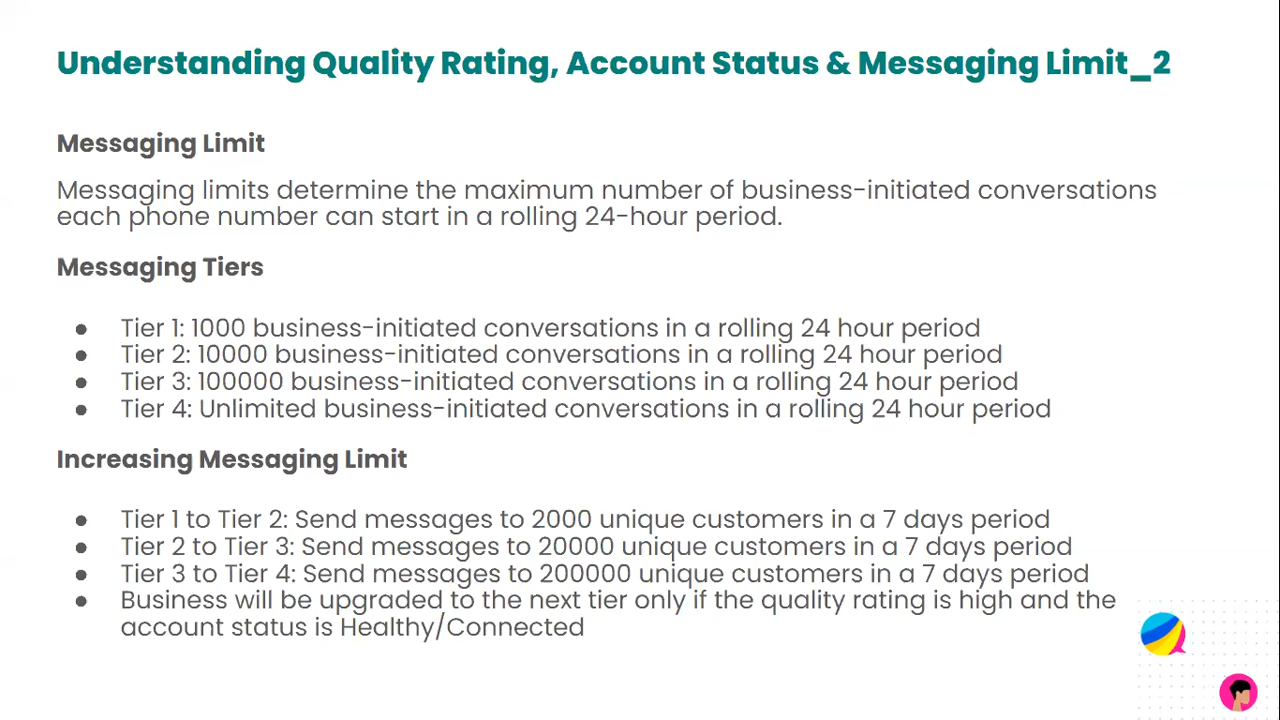 Understanding Quality Rating, Account Status & Messaging Limit_2
Messaging Limit
Messaging limits determine the maximum number of business-initiated conversations
each phone number can start in a rolling 24-hour period.
Messaging Tiers
● Tier 1: 1000 business-initiated conversations in a rolling 24 hour period
● Tier 2: 10000 business-initiated conversations in a rolling 24 hour period
● Tier 3: 100000 business-initiated conversations in a rolling 24 hour period
● Tier 4: Unlimited business-initiated conversations in a rolling 24 hour period
Increasing Messaging Limit
● Tier 1 to Tier 2: Send messages to 2000 unique customers in a 7 days period
● Tier 2 to Tier 3: Send messages to 20000 unique customers in a 7 days period
● Tier 3 to Tier 4: Send messages to 200000 unique customers in a 7 days period
● Business will be upgraded to the next tier only if the quality rating is high and the
account status is Healthy/Connected